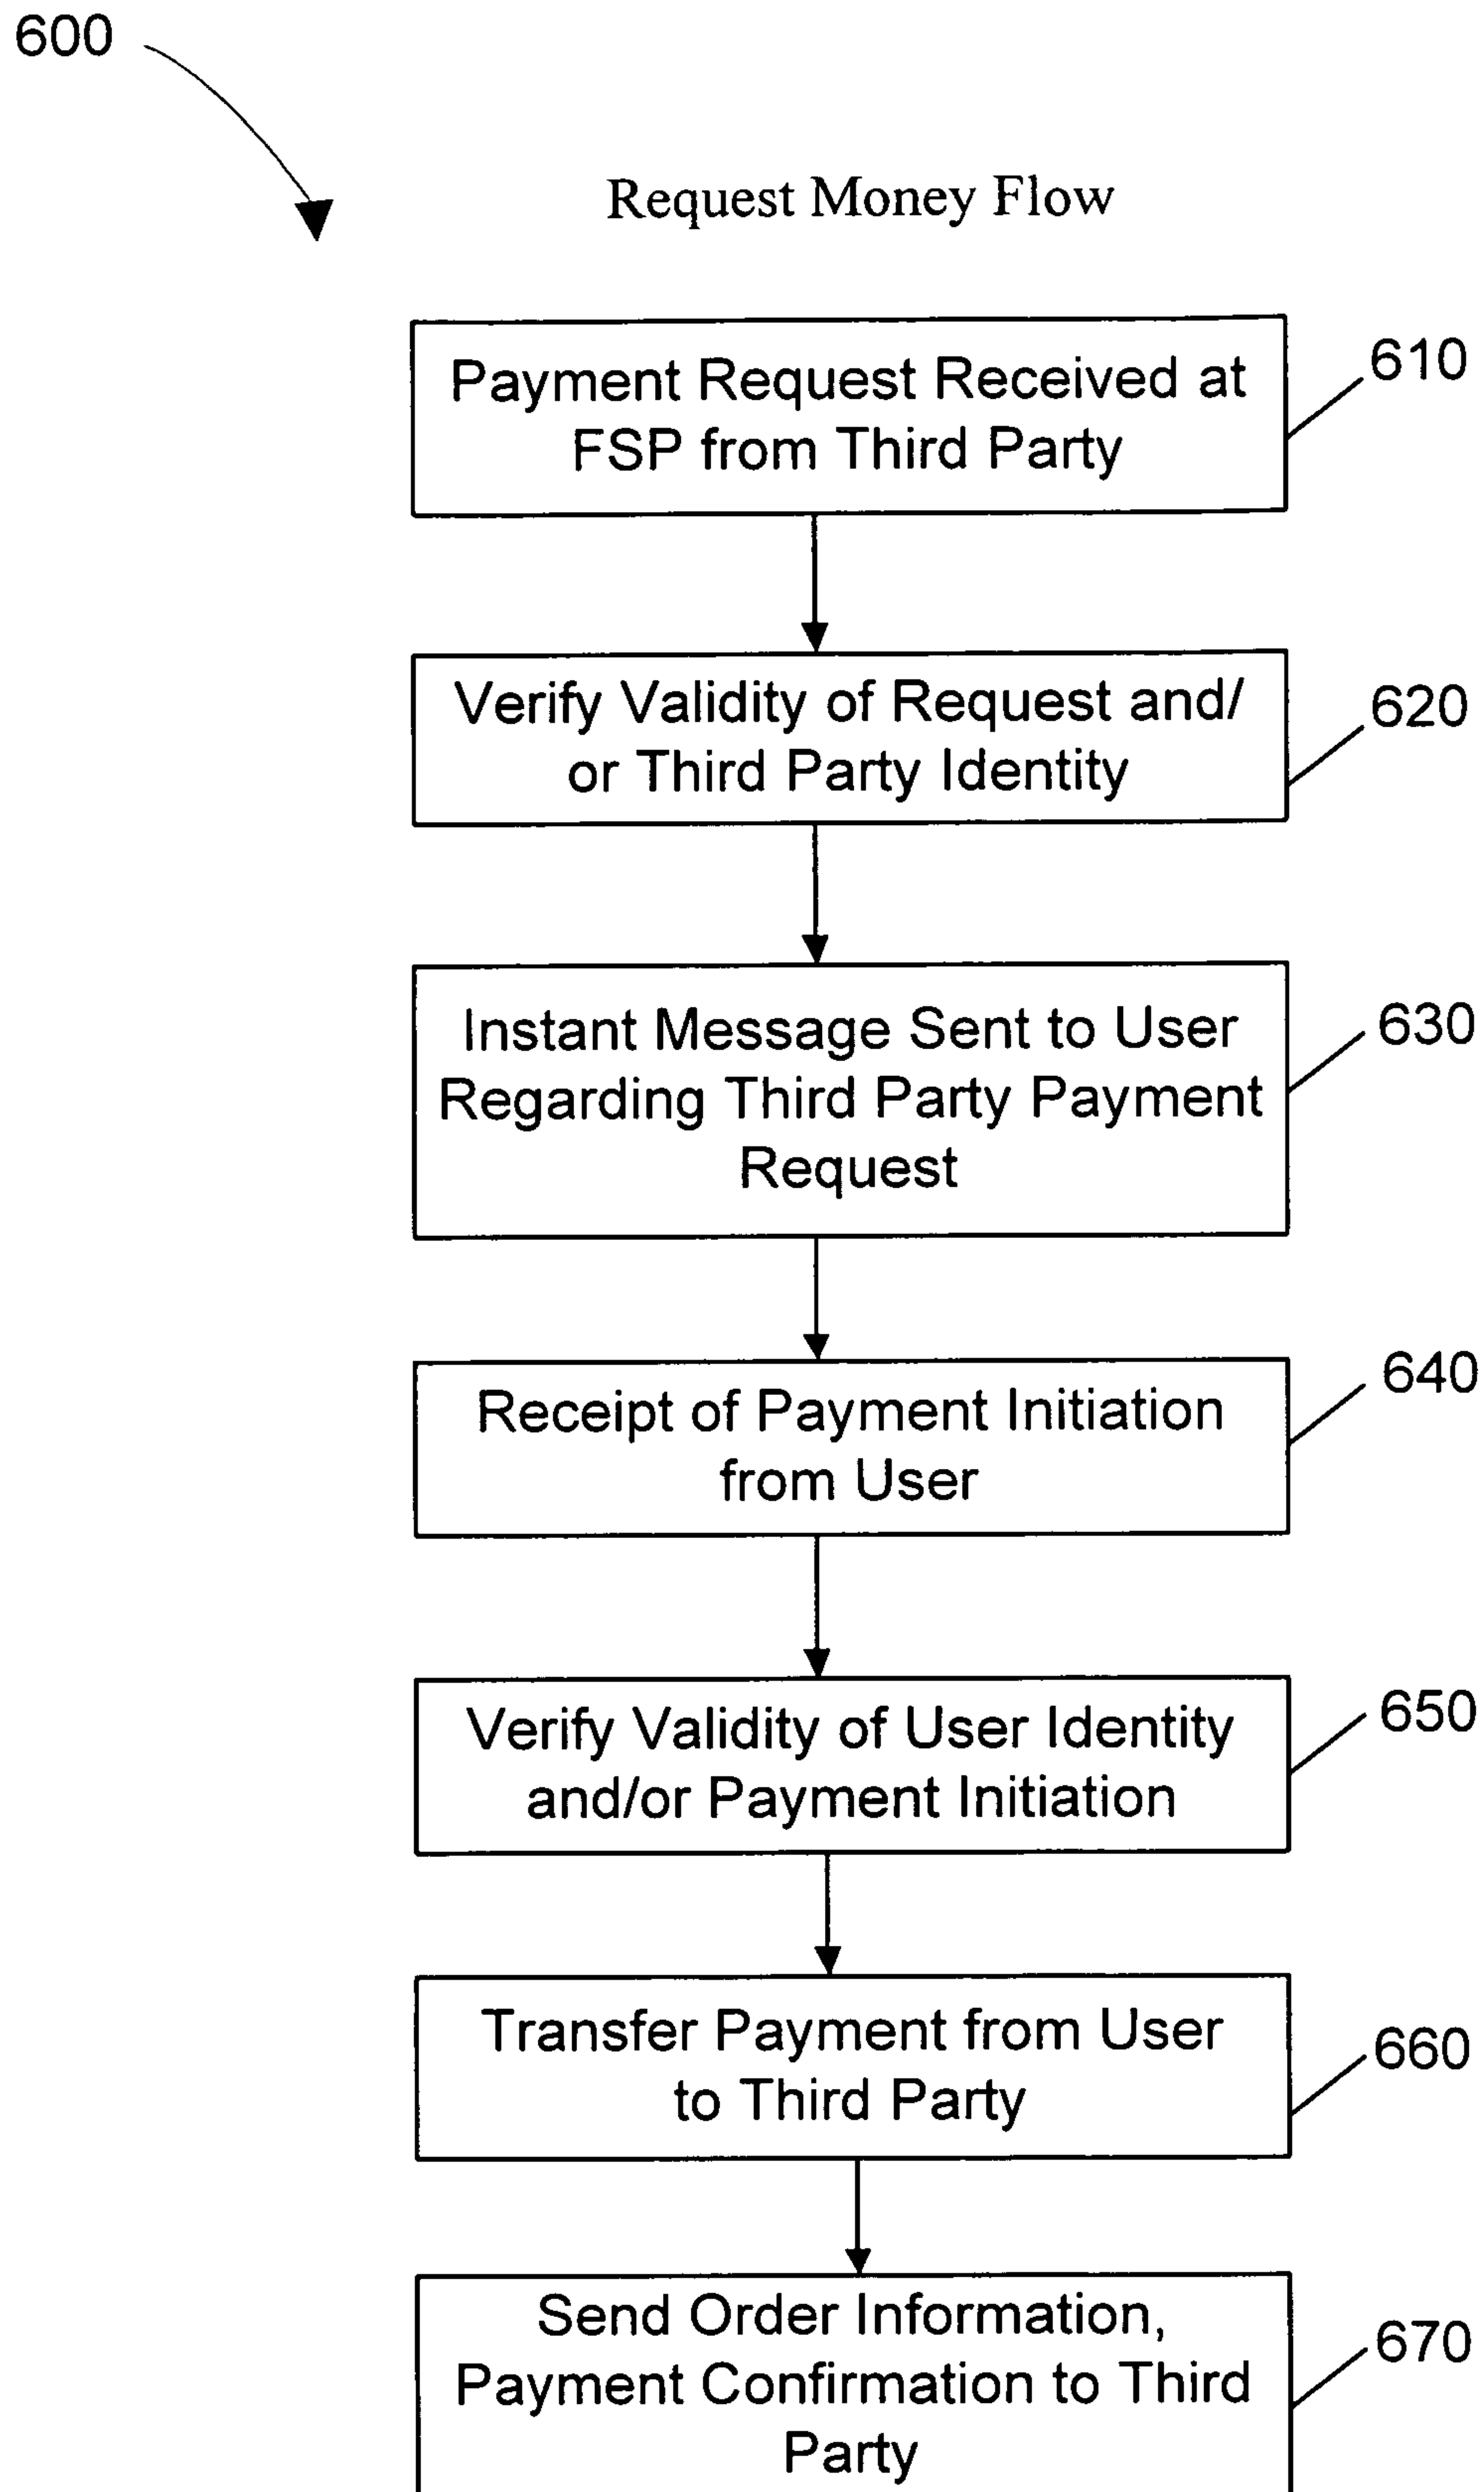 600
Request Money Flow
Payment Request Received at
FSP from Third Party
610
Verify Validity of Request and/
or Third Party Identity
620
Instant Message Sent to User
Regarding Third Party Payment
Request
630
Receipt of Payment Initiation
from User
640
Verify Validity of User Identity
and/or Payment Initiation
650
Transfer Payment from User
to Third Party
660
Send Order Information,
Payment Confirmation to Third
Party
670